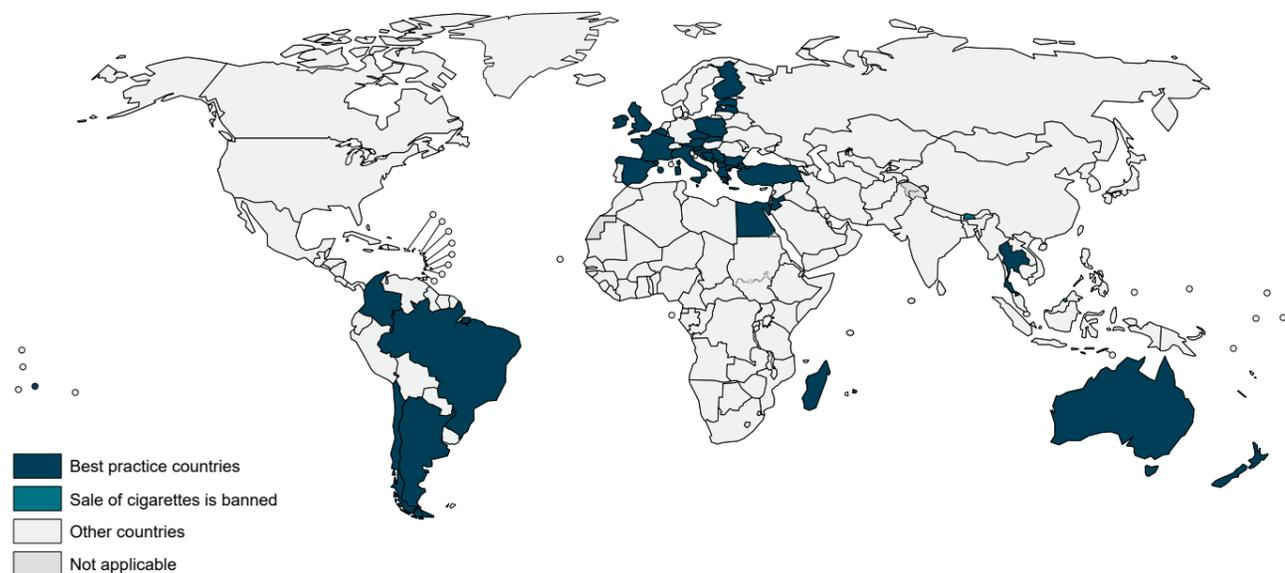 Best practice countries
Sale of cigarettes is banned
Other countries
Not applicable